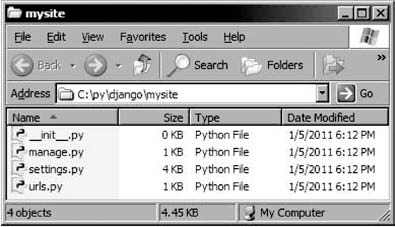 mysite
File Edit View Favorites Tools Help
Back Search Folders »
Address C:\py\django\mysite Go
Name Size Type Date Modified
__init__.py 0 KB Python File 1/5/2011 6:12 PM
manage.py 1 KB Python File 1/5/2011 6:12 PM
settings.py 4 KB Python File 1/5/2011 6:12 PM
urls.py 1 KB Python File 1/5/2011 6:12 PM
4 objects 4.45 KB My Computer